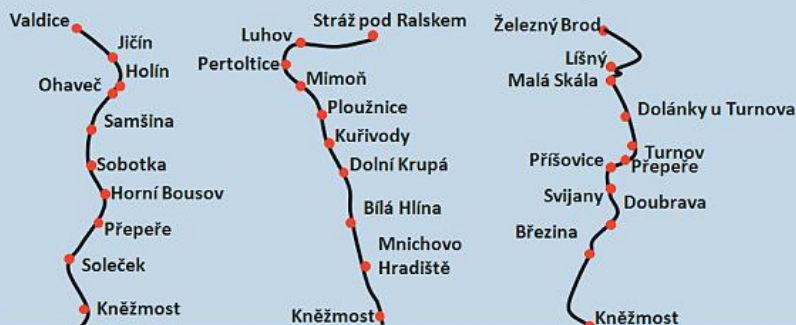 Valdice
Jičín
Holín
Ohaveč
Samšina
Sobotka
Horní Bousov
Přepeře
Soleček
Kněžmost
Stráž pod Ralskem
Luhov
Pertoltice
Mimoň
Ploužnice
Kuřivody
Dolní Krupá
Bílá Hlína
Mnichovo
Hradiště
Kněžmost
Železný Brod
Líšný
Malá Skála
Dolánky u Turnova
Turnov
Příšovice
Přepeře
Svijany
Doubrava
Březina
Kněžmost